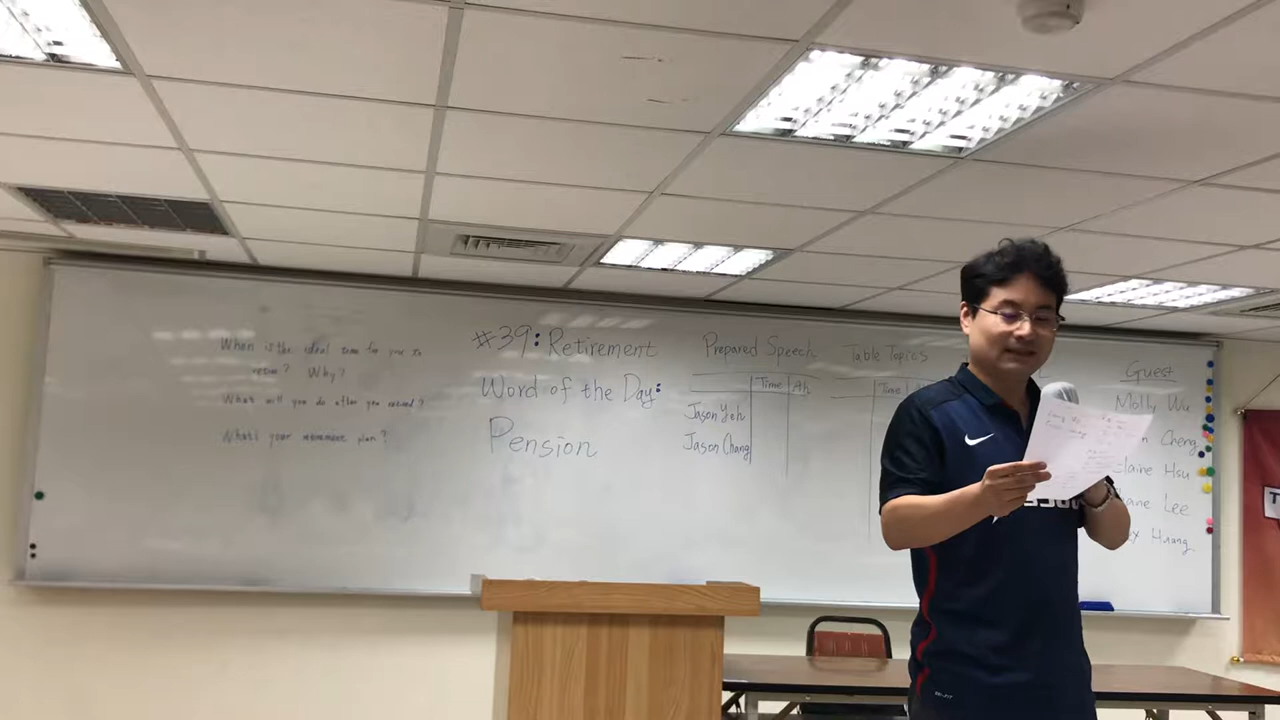 When is the ideal time for you to
retire? Why?
What will you do after you retired?
What's your retirement plan?
#39: Retirement
Word of the Day:
Pension
Prepared Speech
Time Ah
Jason Yeh
Jason Chang
Table Topics
Time
Guest
Molly Wu
Cheng
Elaine Hsu
Lee
Huang